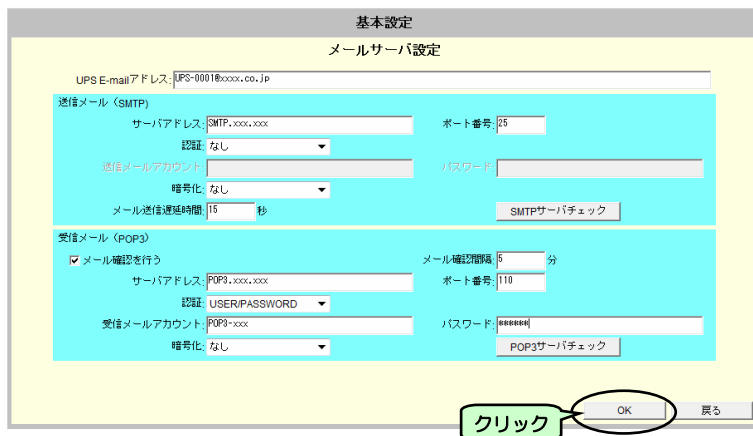 基本設定
メールサーバ設定
UPS E-mailアドレス: UPS-0001@xxxx.co.jp
送信メール（SMTP)
サーバアドレス: SMTP.xxx.xxx ポート番号: 25
認証: なし
送信メールアカウント: パスワード:
暗号化: なし
メール送信遅延時間: 15 秒 SMTPサーバチェック
受信メール（POP3）
メール確認を行う メール確認間隔: 5 分
サーバアドレス: POP3.xxx.xxx ポート番号: 110
認証: USER/PASSWORD
受信メールアカウント: POP3-xxx パスワード: ******
暗号化: なし POP3サーバチェック
OK 戻る
クリック